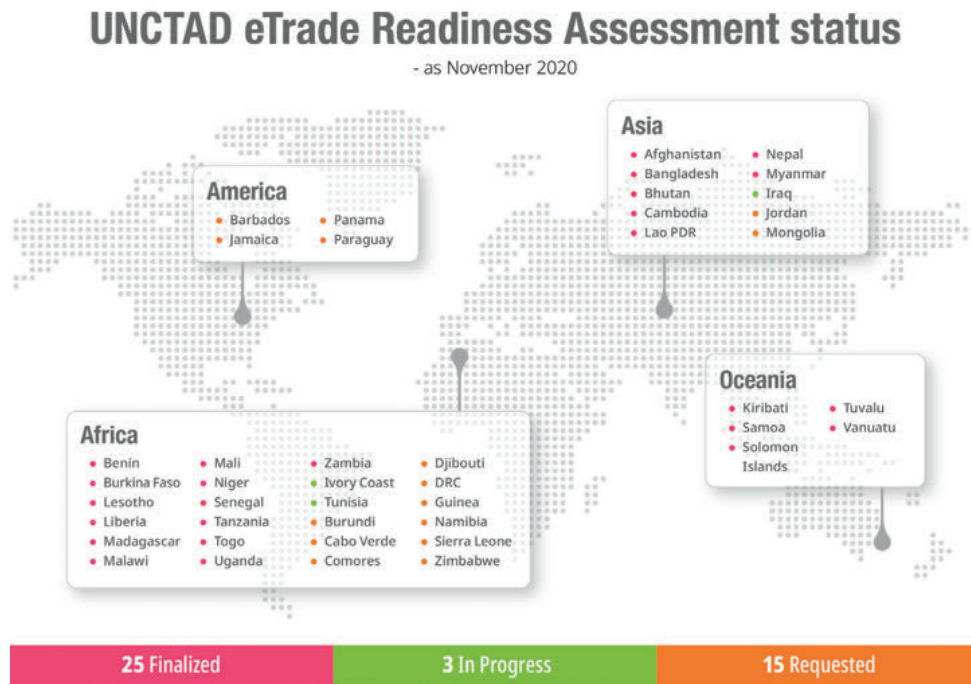 UNCTAD eTrade Readiness Assessment status
- as November 2020
America
Barbados
Jamaica
Panama
Paraguay
Asia
Afghanistan
Bangladesh
Bhutan
Cambodia
Lao PDR
Nepal
Myanmar
Iraq
Jordan
Mongolia
Africa
Benin
Burkina Faso
Lesotho
Liberia
Madagascar
Malawi
Mali
Niger
Senegal
Tanzania
Togo
Uganda
Zambia
Ivory Coast
Tunisia
Burundi
Cabo Verde
Comores
Djibouti
DRC
Guinea
Namibia
Sierra Leone
Zimbabwe
Oceania
Kiribati
Samoa
Solomon
Islands
Tuvalu
Vanuatu
25 Finalized
3 In Progress
15 Requested